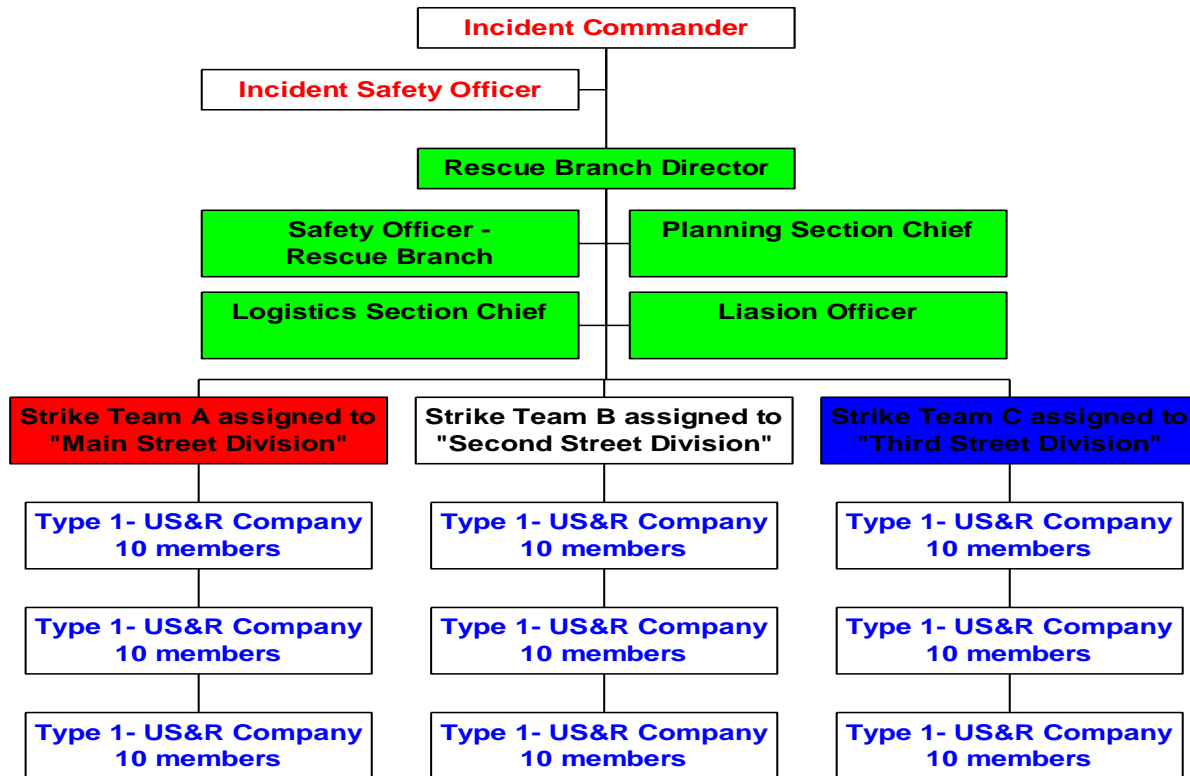 Incident Commander
Incident Safety Officer
Rescue Branch Director
Safety Officer -
Rescue Branch
Planning Section Chief
Logistics Section Chief
Liasion Officer
Strike Team A assigned to
"Main Street Division"
Strike Team B assigned to
"Second Street Division"
Strike Team C assigned to
"Third Street Division"
Type 1- US&R Company
10 members
Type 1- US&R Company
10 members
Type 1- US&R Company
10 members
Type 1- US&R Company
10 members
Type 1- US&R Company
10 members
Type 1- US&R Company
10 members
Type 1- US&R Company
10 members
Type 1- US&R Company
10 members
Type 1- US&R Company
10 members